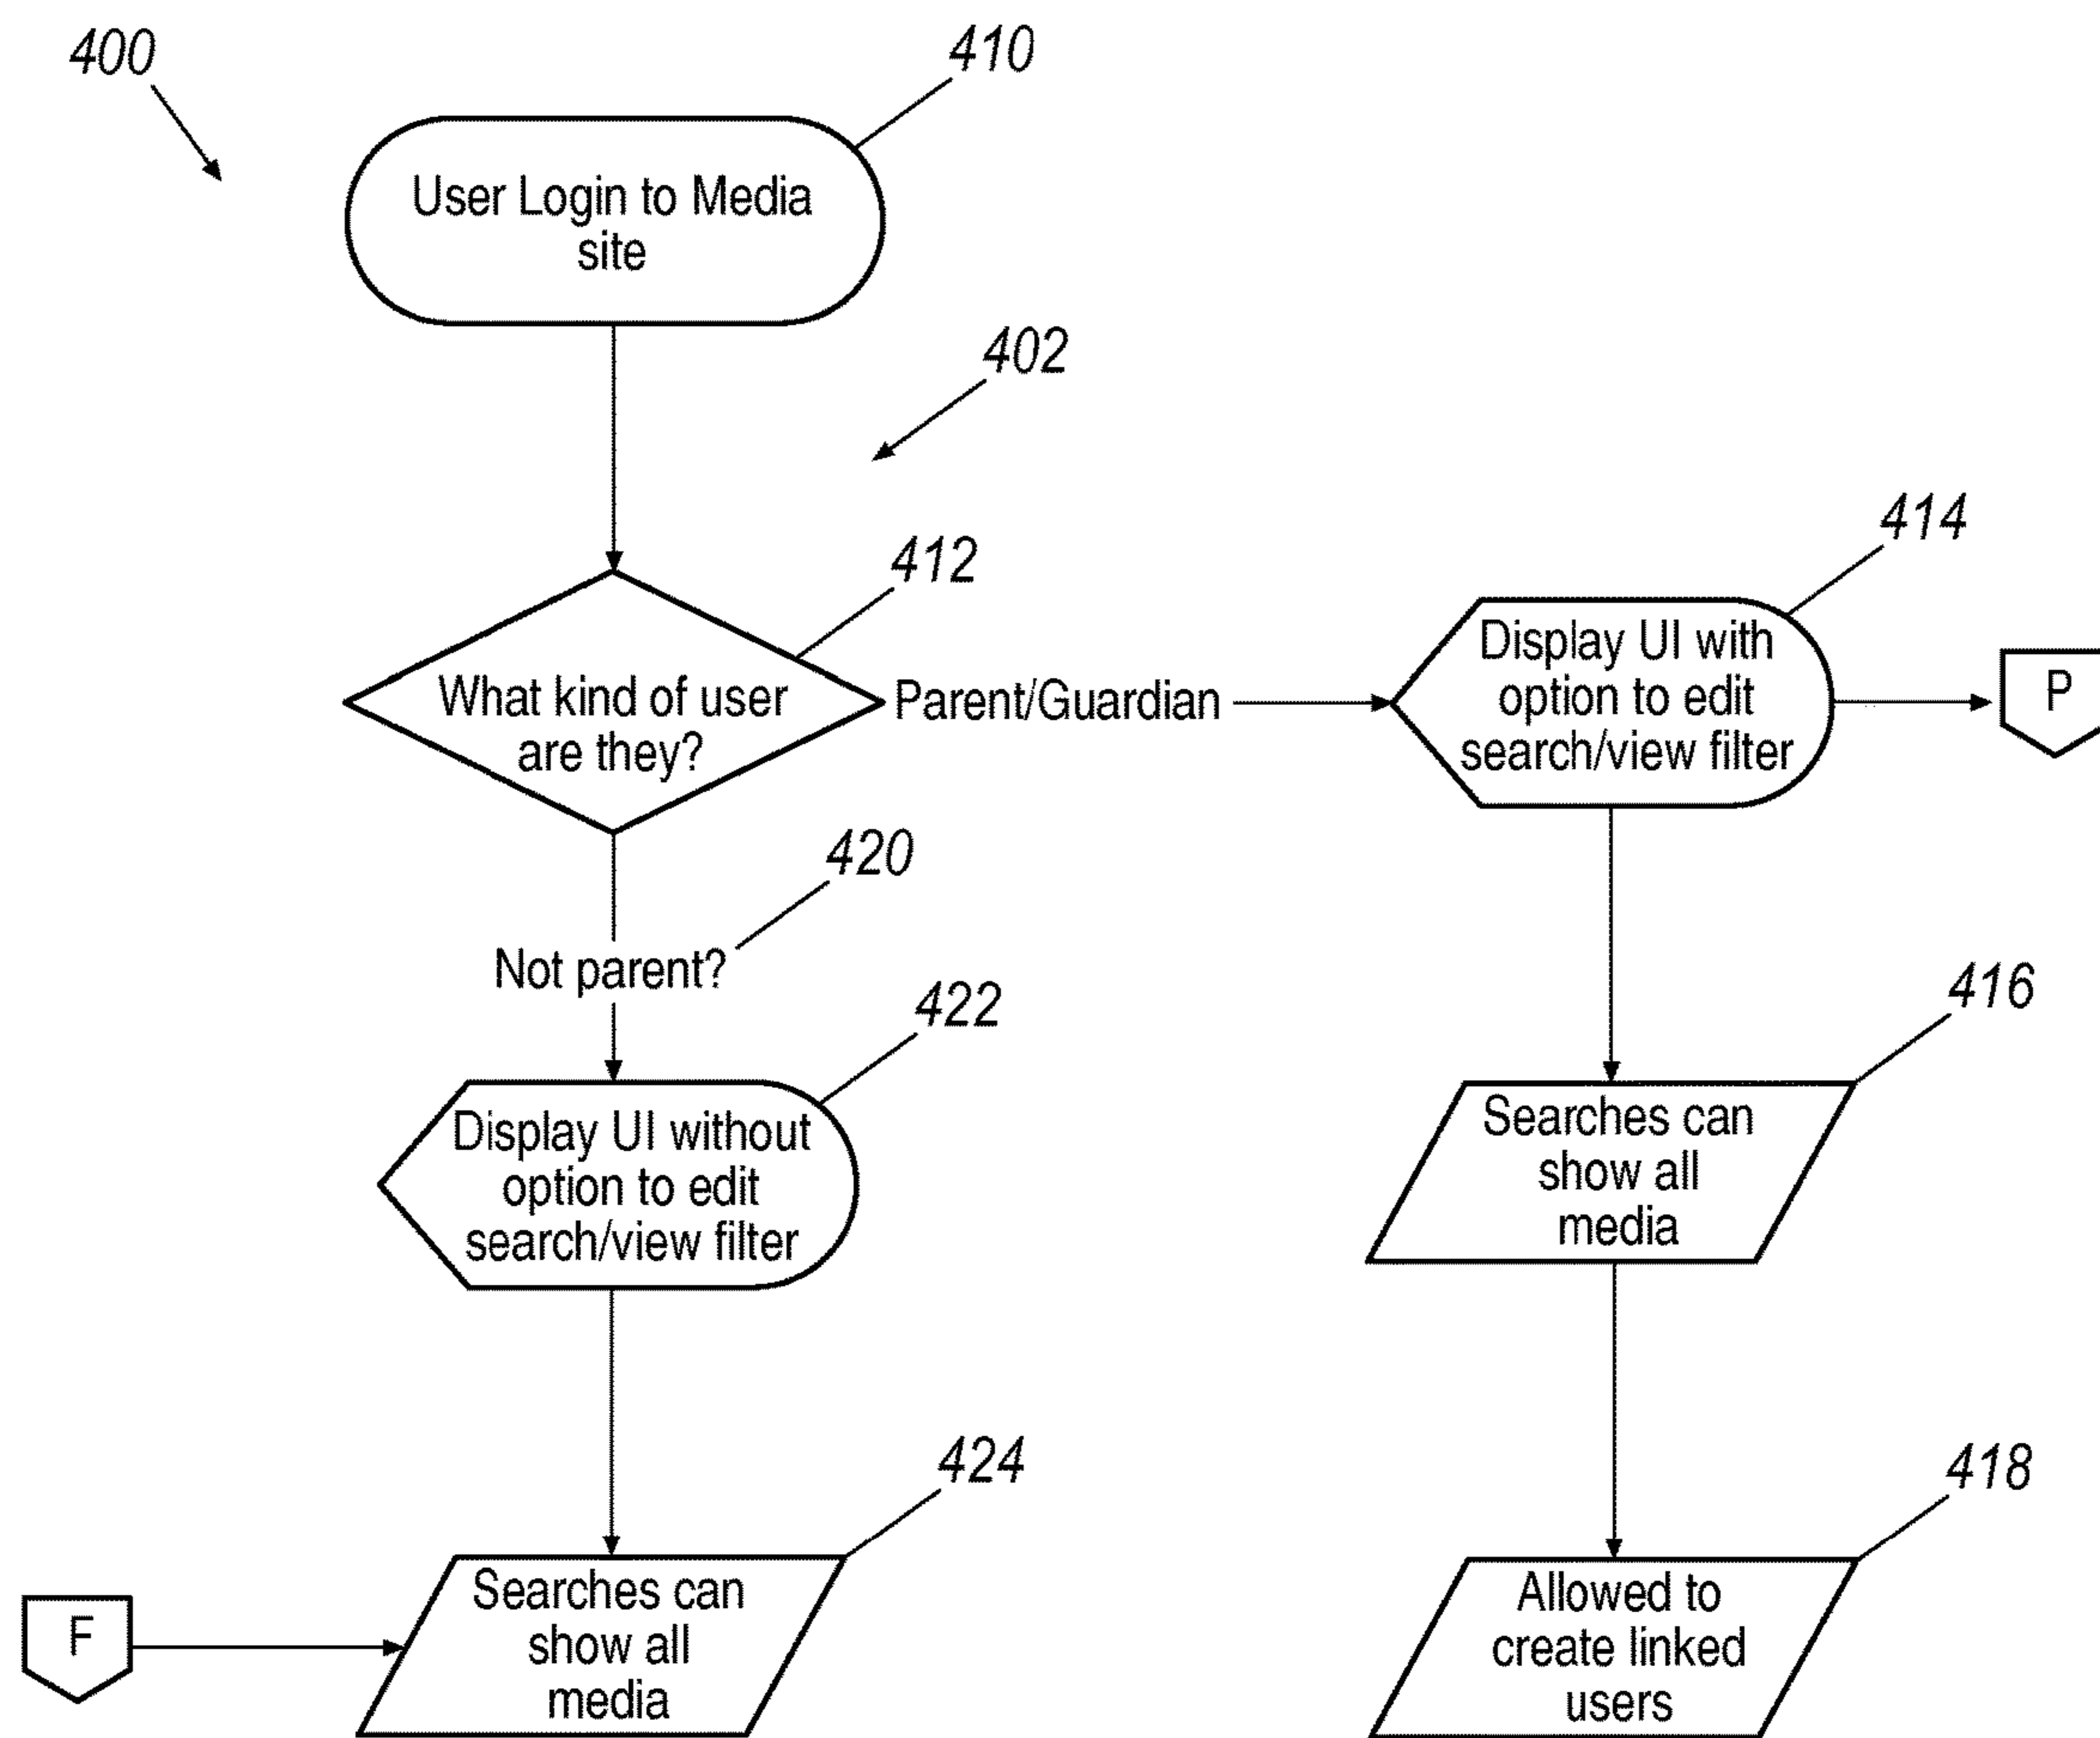 400
410
User Login to Media
site
402
412
What kind of user
are they?
Parent/Guardian
414
Display UI with
option to edit
search/view filter
P
420
Not parent?
422
Display UI without
option to edit
search/view filter
416
Searches can
show all
media
424
Searches can
show all
media
F
418
Allowed to
create linked
users